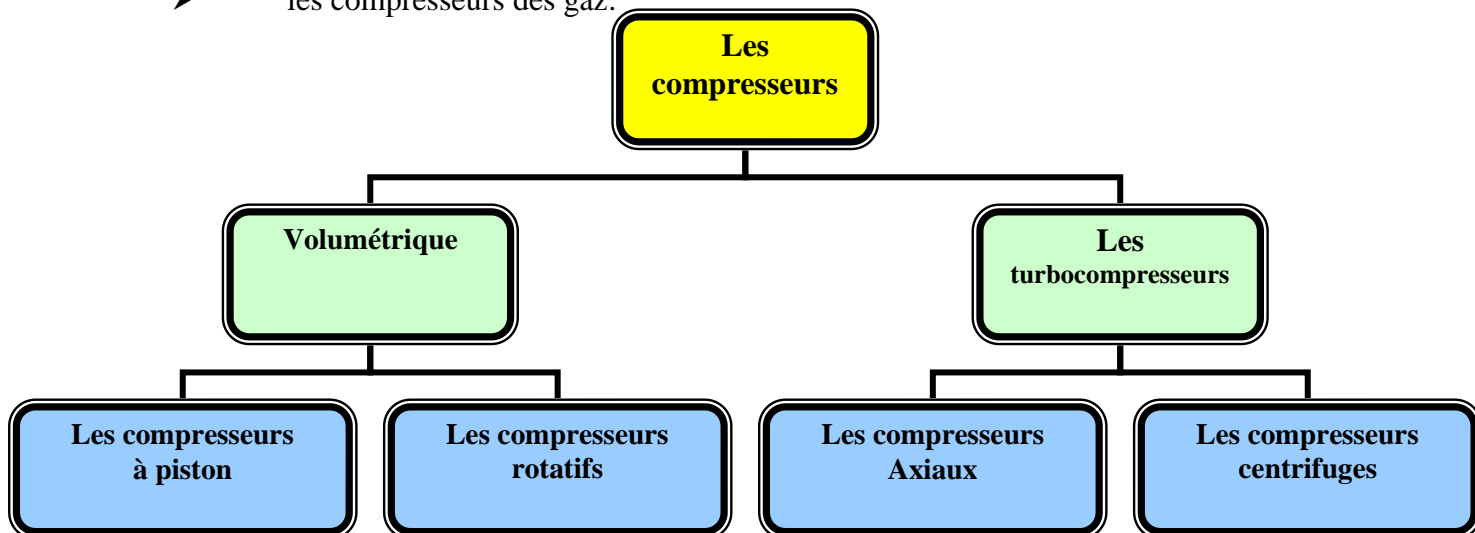 ➢ les compresseurs des gaz.
Les
compresseurs
Volumétrique
Les
turbocompresseurs
Les compresseurs
à piston
Les compresseurs
rotatifs
Les compresseurs
Axiaux
Les compresseurs
centrifuges